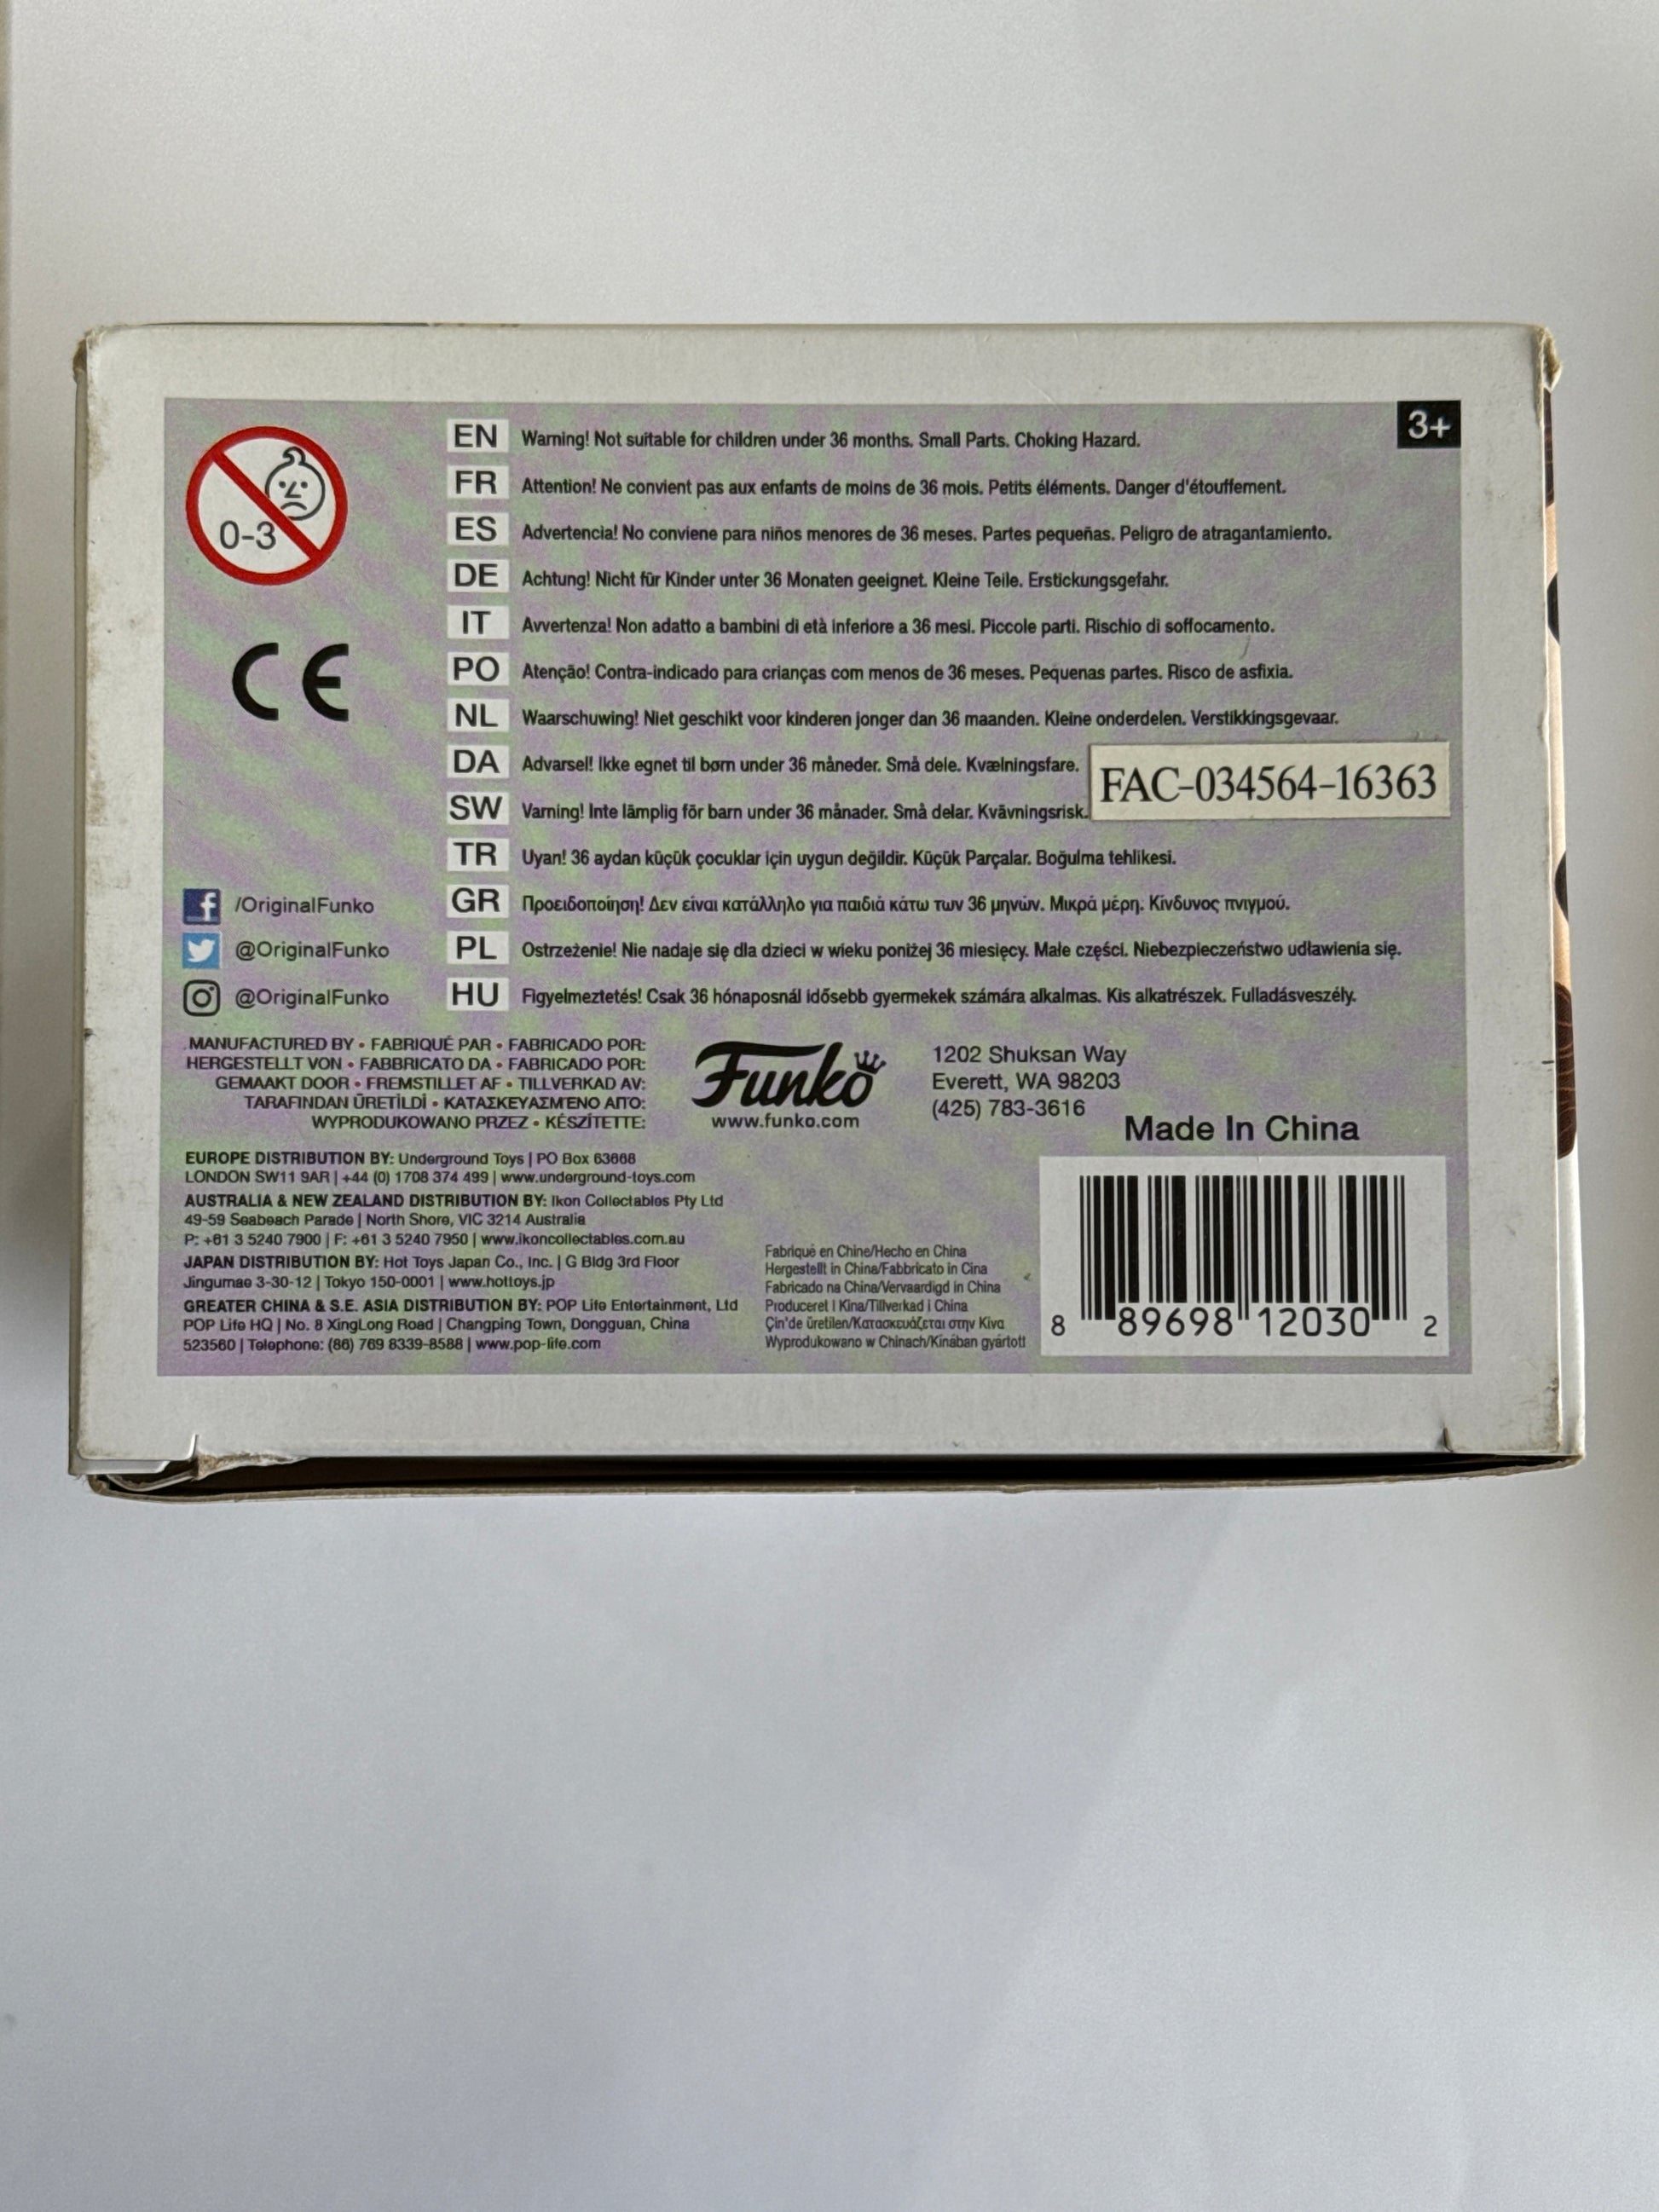 3+
0-3
CE
EN Warning! Not suitable for children under 36 months. Small Parts. Choking Hazard.
FR Attention! Ne convient pas aux enfants de moins de 36 mois. Petits éléments. Danger d'étouffement.
ES Advertencia! No conviene para niños menores de 36 meses. Partes pequeñas. Peligro de atragantamiento.
DE Achtung! Nicht für Kinder unter 36 Monaten geeignet. Kleine Teile. Erstickungsgefahr.
IT Avvertenza! Non adatto a bambini di età inferiore a 36 mesi. Piccole parti. Rischio di soffocamento.
PO Atenção! Contra-indicado para crianças com menos de 36 meses. Pequenas partes. Risco de asfixia.
NL Waarschuwing! Niet geschikt voor kinderen jonger dan 36 maanden. Kleine onderdelen. Verstikkingsgevaar.
DA Advarsel! Ikke egnet til børn under 36 måneder. Små dele. Kvælningsfare.
SW Varning! Inte lämplig för barn under 36 månader. Små delar. Kvävningsrisk.
FAC-034564-16363
TR Uyan! 36 aydan küçük çocuklar için uygun değildir. Küçük Parçalar. Boğulma tehlikesi.
GR Προειδοποίηση! Δεν είναι κατάλληλο για παιδιά κάτω των 36 μηνών. Μικρά μέρη. Κίνδυνος πνιγμού.
PL Ostrzeżenie! Nie nadaje się dla dzieci w wieku poniżej 36 miesięcy. Małe części. Niebezpieczeństwo udławienia się.
HU Figyelmeztetés! Csak 36 hónaposnál idősebb gyermekek számára alkalmas. Kis alkatrészek. Fulladásveszély.
/OriginalFunko
@OriginalFunko
@OriginalFunko
MANUFACTURED BY • FABRIQUÉ PAR • FABRICADO POR:
HERGESTELLT VON • FABBRICATO DA • FABRICADO POR:
GEMAAKT DOOR • FREMSTILLET AF • TILLVERKAD AV:
TARAFINDAN ÜRETİLDİ • ΚΑΤΑΣΚΕΥΑΣΜΈΝΟ ΑΠΌ:
WYPRODUKOWANO PRZEZ • KÉSZÍTETTE:
Funko
www.funko.com
1202 Shuksan Way
Everett, WA 98203
(425) 783-3616
Made In China
EUROPE DISTRIBUTION BY: Underground Toys | PO Box 63668
LONDON SW11 9AR | +44 (0) 1708 374 499 | www.underground-toys.com
AUSTRALIA & NEW ZEALAND DISTRIBUTION BY: Ikon Collectables Pty Ltd
49-59 Seabeach Parade | North Shore, VIC 3214 Australia
P: +61 3 5240 7900 | F: +61 3 5240 7950 | www.ikoncollectables.com.au
JAPAN DISTRIBUTION BY: Hot Toys Japan Co., Inc. | G Bldg 3rd Floor
Jingumae 3-30-12 | Tokyo 150-0001 | www.hottoys.jp
GREATER CHINA & S.E. ASIA DISTRIBUTION BY: POP Life Entertainment, Ltd
POP Life HQ | No. 8 XingLong Road | Changping Town, Dongguan, China
523560 | Telephone: (86) 769 8339-8588 | www.pop-life.com
Fabriqué en Chine/Hecho en China
Hergestellt in China/Fabbricato in Cina
Fabricado na China/Vervaardigd in China
Produceret i Kina/Tillverkad i China
Çin'de üretilen/Κατασκευάζεται στην Κίνα
Wyprodukowano w Chinach/Kínában gyártott
8 89698 12030 2